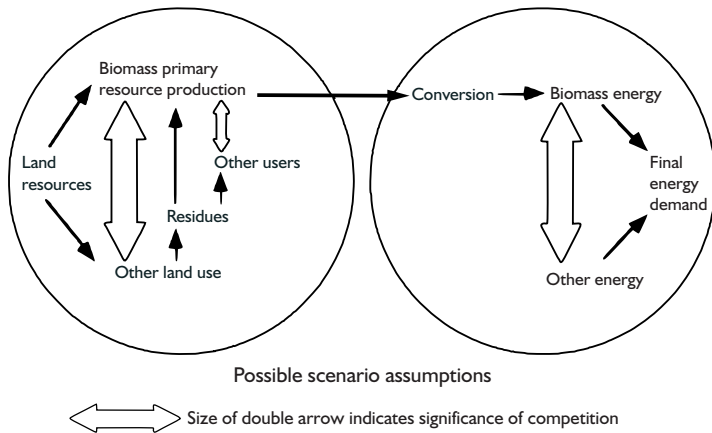 Biomass primary
resource production
Conversion
Biomass energy
Land
resources
Other users
Final
energy
demand
Residues
Other land use
Other energy
Possible scenario assumptions
Size of double arrow indicates significance of competition